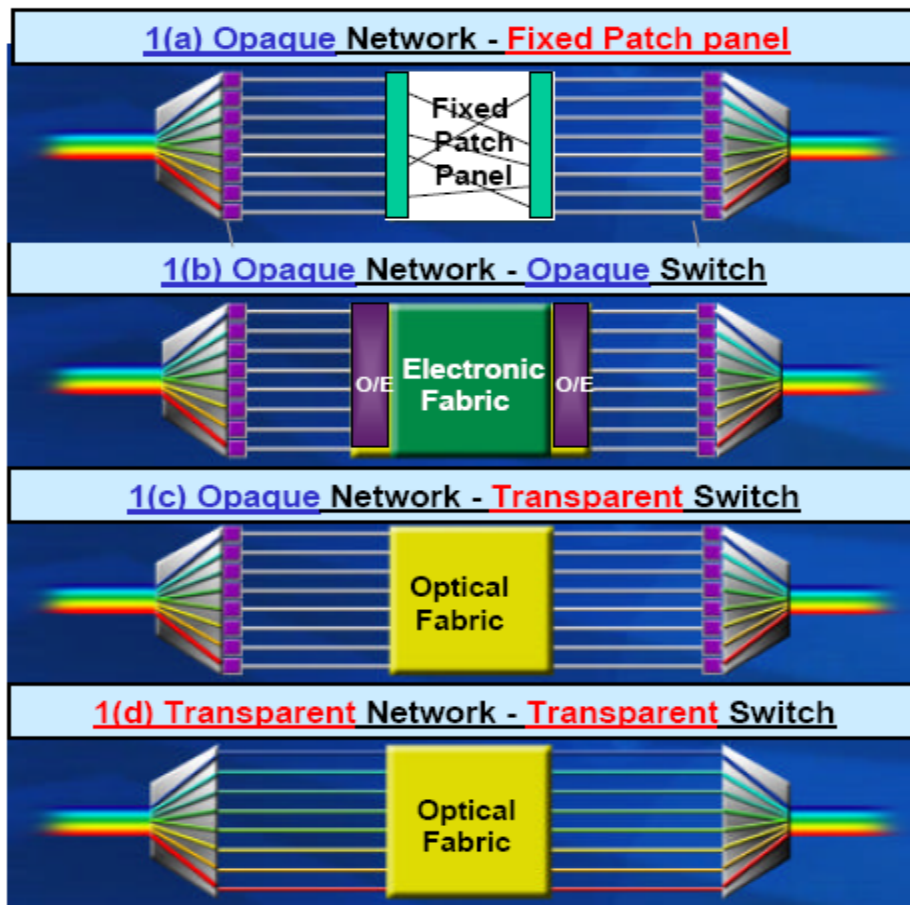 1(a) Opaque Network - Fixed Patch panel
Fixed
Patch
Panel
1(b) Opaque Network - Opaque Switch
O/E
Electronic
Fabric
O/E
1(c) Opaque Network - Transparent Switch
Optical
Fabric
1(d) Transparent Network - Transparent Switch
Optical
Fabric